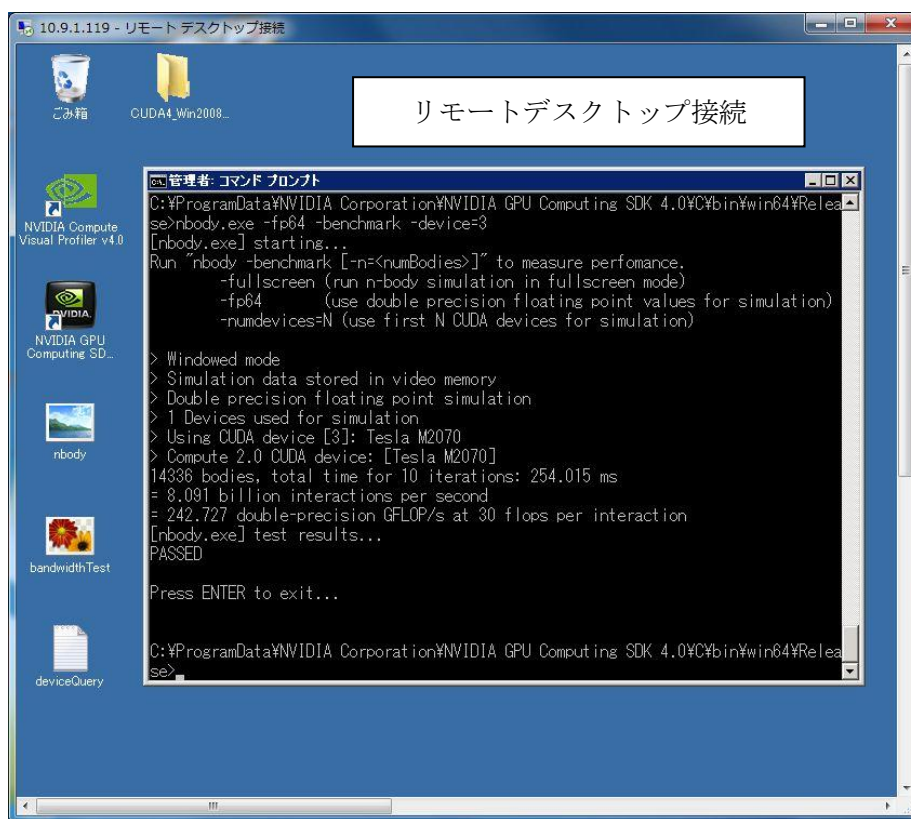 10.9.1.119 - リモート デスクトップ接続
ごみ箱
CUDA4_Win2008...
リモートデスクトップ接続
NVIDIA Compute
Visual Profiler v4.0
NVIDIA.
NVIDIA GPU
Computing SD...
nbody
bandwidthTest
deviceQuery
管理者: コマンド プロンプト
C:¥ProgramData¥NVIDIA Corporation¥NVIDIA GPU Computing SDK 4.0¥C¥bin¥win64¥Relea
se>nbody.exe -fp64 -benchmark -device=3
[nbody.exe] starting...
Run "nbody -benchmark [-n=<numBodies>]" to measure perfomance.
-fullscreen (run n-body simulation in fullscreen mode)
-fp64 (use double precision floating point values for simulation)
-numdevices=N (use first N CUDA devices for simulation)
> Windowed mode
> Simulation data stored in video memory
> Double precision floating point simulation
> 1 Devices used for simulation
> Using CUDA device [3]: Tesla M2070
> Compute 2.0 CUDA device: [Tesla M2070]
14336 bodies, total time for 10 iterations: 254.015 ms
= 8.091 billion interactions per second
= 242.727 double-precision GFLOP/s at 30 flops per interaction
[nbody.exe] test results...
PASSED
Press ENTER to exit...
C:¥ProgramData¥NVIDIA Corporation¥NVIDIA GPU Computing SDK 4.0¥C¥bin¥win64¥Relea
se>_